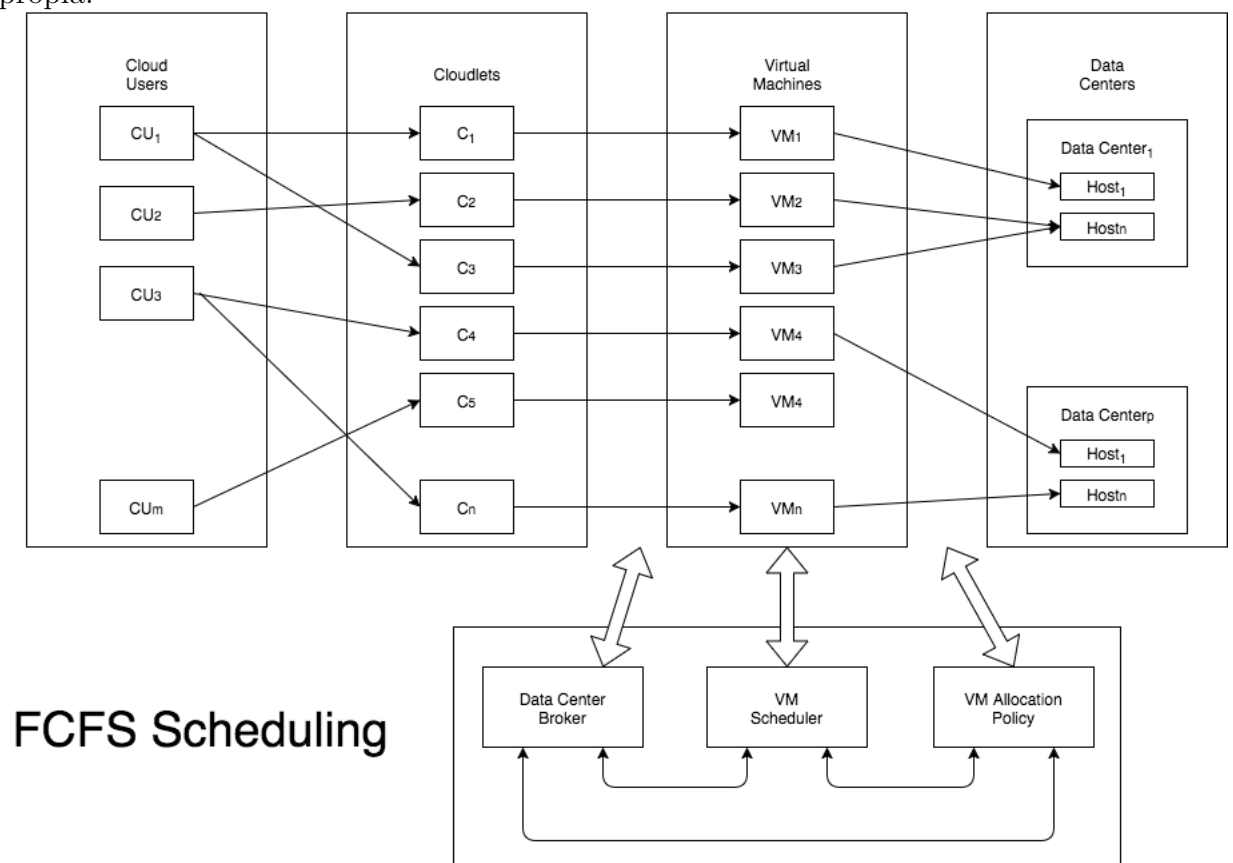 propia.
Cloud
Users
Cloudlets
Virtual
Machines
Data
Centers
CU1
C1
VM1
Data Center1
Host1
Hostn
CU2
C2
VM2
CU3
C3
VM3
C4
VM4
C5
VM4
Data Centerp
Host1
Hostn
CUm
Cn
VMn
Data Center
Broker
VM
Scheduler
VM Allocation
Policy
FCFS Scheduling